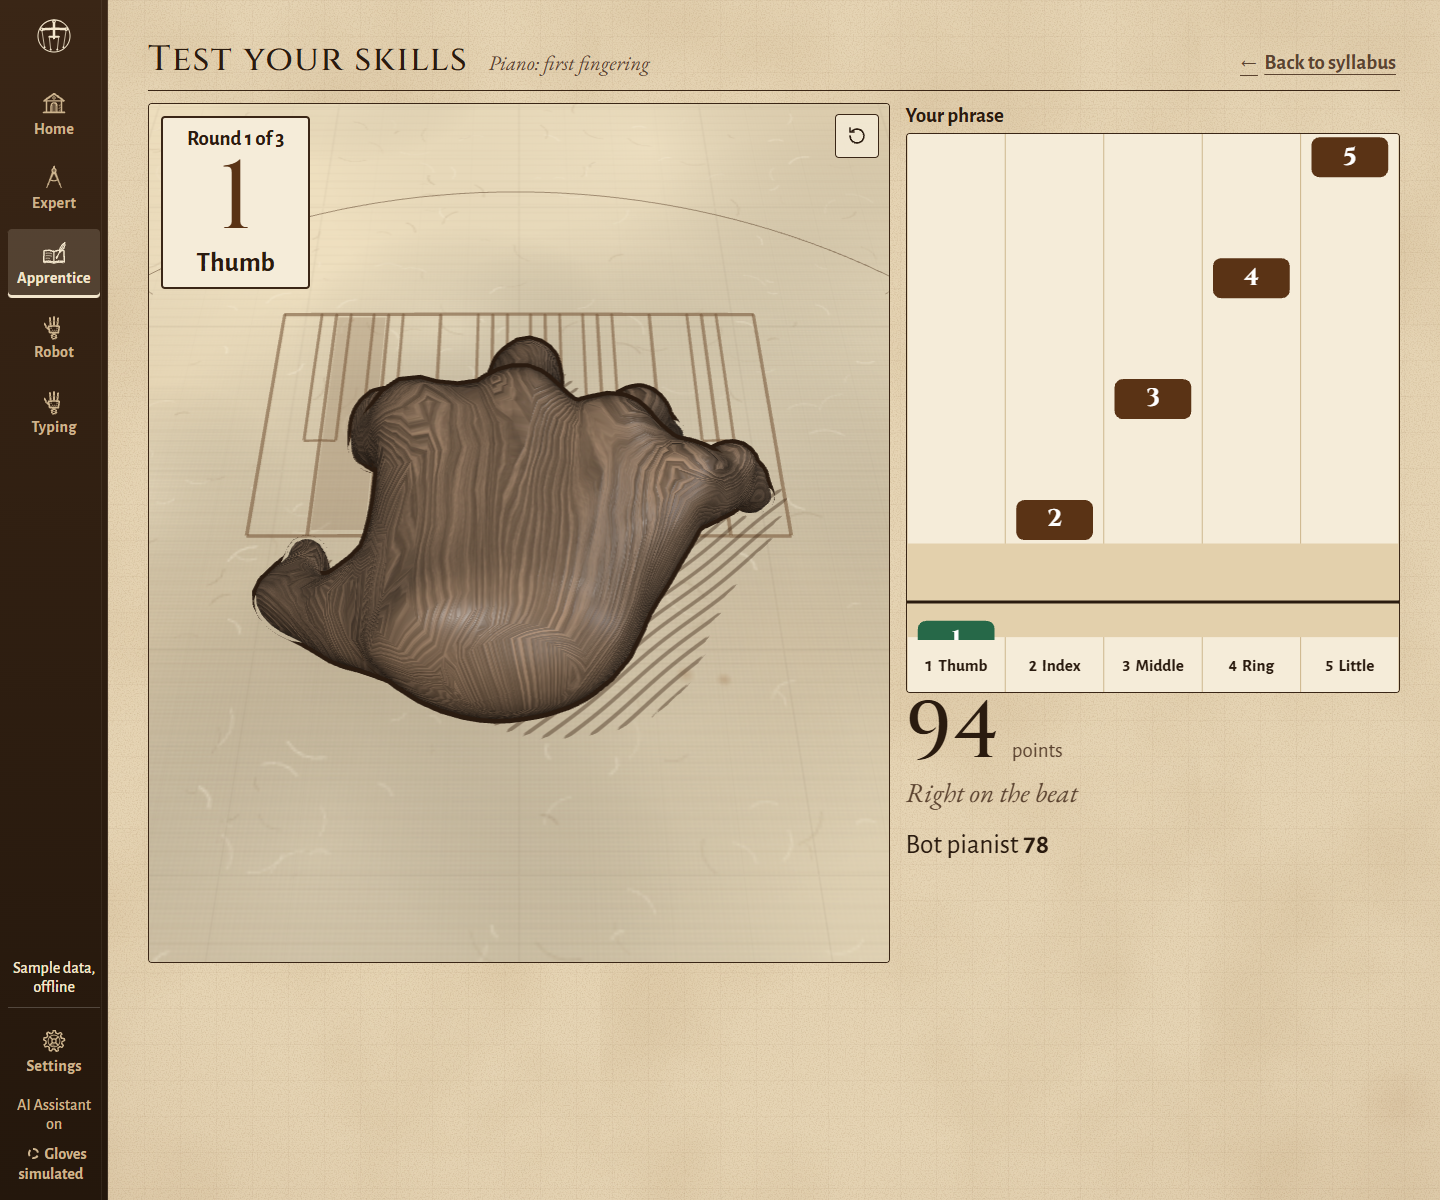 TEST YOUR SKILLS
Piano: first fingering
← Back to syllabus
Home
Expert
Apprentice
Robot
Typing
Sample data,
offline
Settings
AI Assistant
on
Gloves
simulated
Round 1 of 3
1
Thumb
Your phrase
5
4
3
2
1
1 Thumb
2 Index
3 Middle
4 Ring
5 Little
94 points
Right on the beat
Bot pianist 78